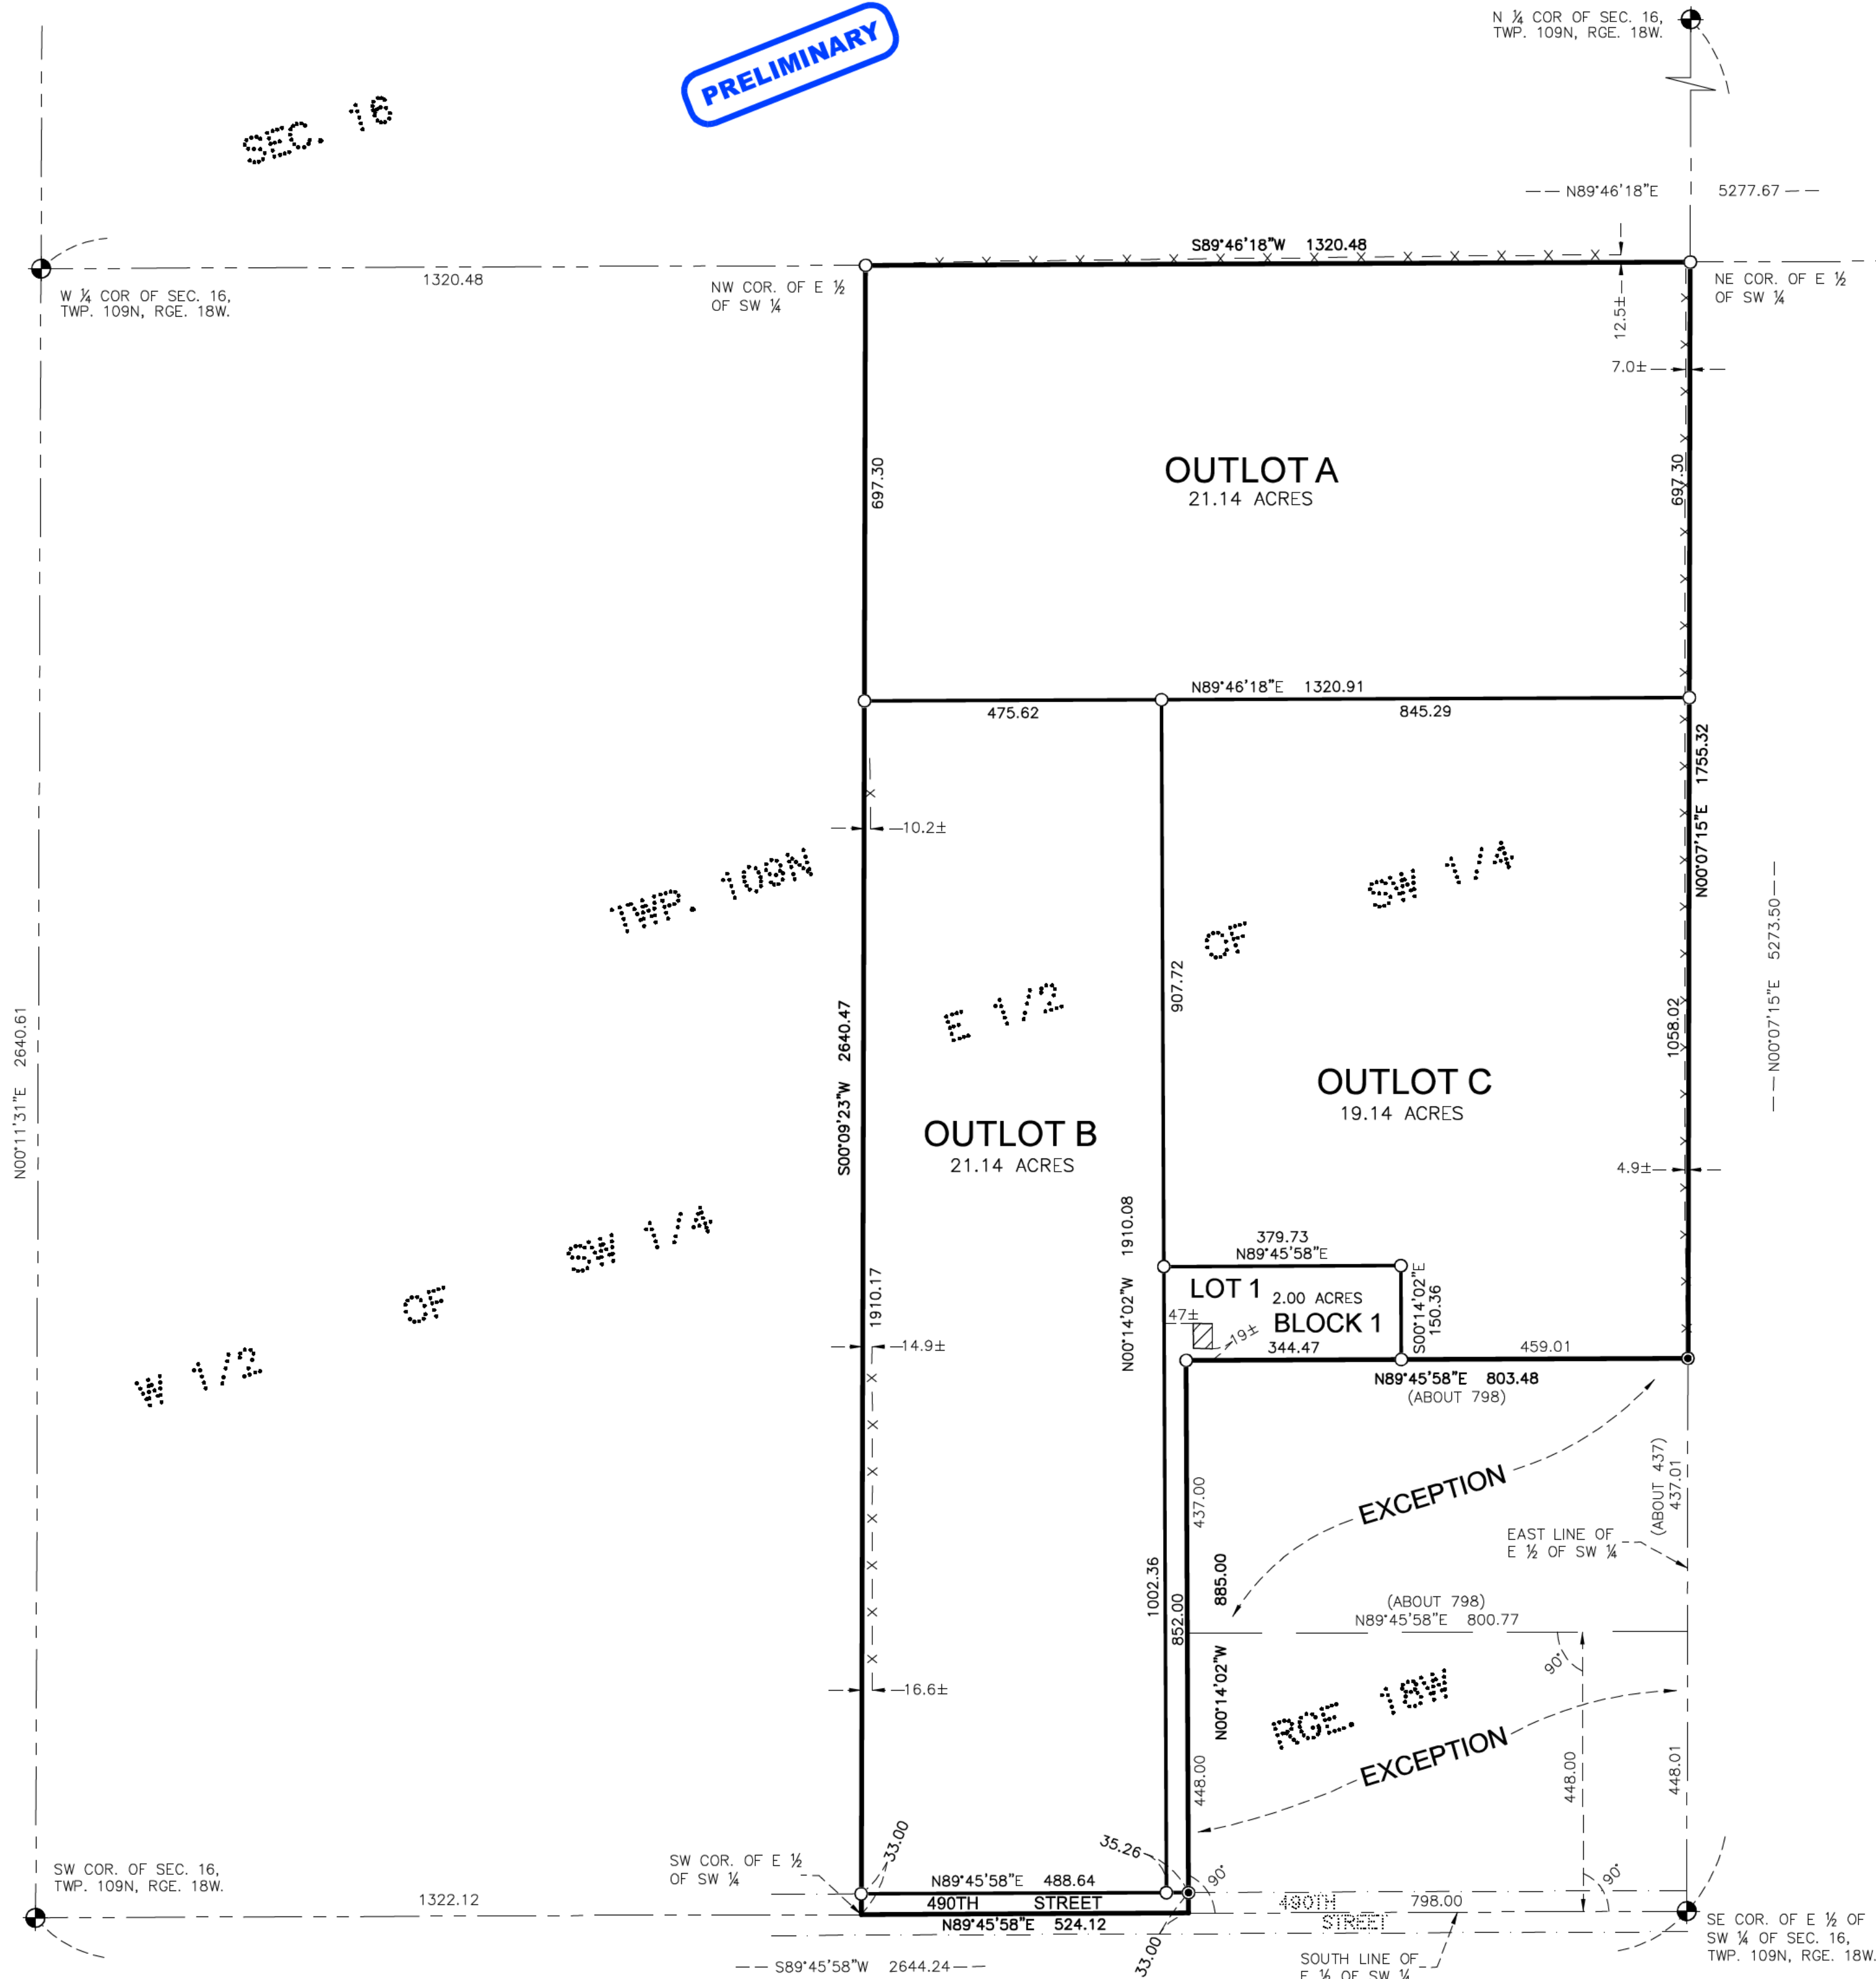 PRELIMINARY
N ¼ COR OF SEC. 16,
TWP. 109N, RGE. 18W.
SEC. 16
N89°46'18"E 5277.67
S89°46'18"W 1320.48
1320.48
W ¼ COR OF SEC. 16,
TWP. 109N, RGE. 18W.
NW COR. OF E ½
OF SW ¼
NE COR. OF E ½
OF SW ¼
12.5±
7.0±
697.30
OUTLOT A
21.14 ACRES
697.30
N89°46'18"E 1320.91
475.62
845.29
N00°07'15"E 1755.32
10.2±
TWP. 109N
SW 1/4
OF
E 1/2
907.72
N00°07'15"E 5273.50
N00°11'31"E 2640.61
S00°09'23"W 2640.47
1058.02
OUTLOT C
19.14 ACRES
OUTLOT B
21.14 ACRES
4.9±
W 1/2
OF
SW 1/4
1910.17
N00°14'02"W 1910.08
379.73
N89°45'58"E
LOT 1
2.00 ACRES
BLOCK 1
47±
19±
S00°14'02"E
150.36
344.47
459.01
N89°45'58"E 803.48
(ABOUT 798)
14.9±
437.00
EXCEPTION
(ABOUT 437)
437.01
EAST LINE OF
E ½ OF SW ¼
1002.36
852.00
N00°14'02"W 885.00
(ABOUT 798)
N89°45'58"E 800.77
90°
16.6±
RGE. 18W
EXCEPTION
448.00
448.00
448.01
33.00
35.26
90°
90°
SW COR. OF SEC. 16,
TWP. 109N, RGE. 18W.
SW COR. OF E ½
OF SW ¼
1322.12
N89°45'58"E 488.64
490TH STREET
N89°45'58"E 524.12
490TH
STREET
798.00
33.00
S89°45'58"W 2644.24
SOUTH LINE OF
E ½ OF SW ¼
SE COR. OF E ½ OF
SW ¼ OF SEC. 16,
TWP. 109N, RGE. 18W.